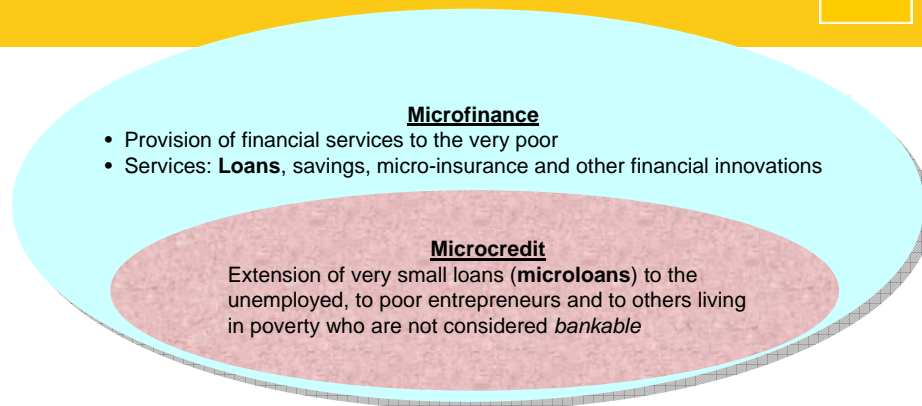 Microfinance
• Provision of financial services to the very poor
• Services: Loans, savings, micro-insurance and other financial innovations
Microcredit
Extension of very small loans (microloans) to the
unemployed, to poor entrepreneurs and to others living
in poverty who are not considered bankable